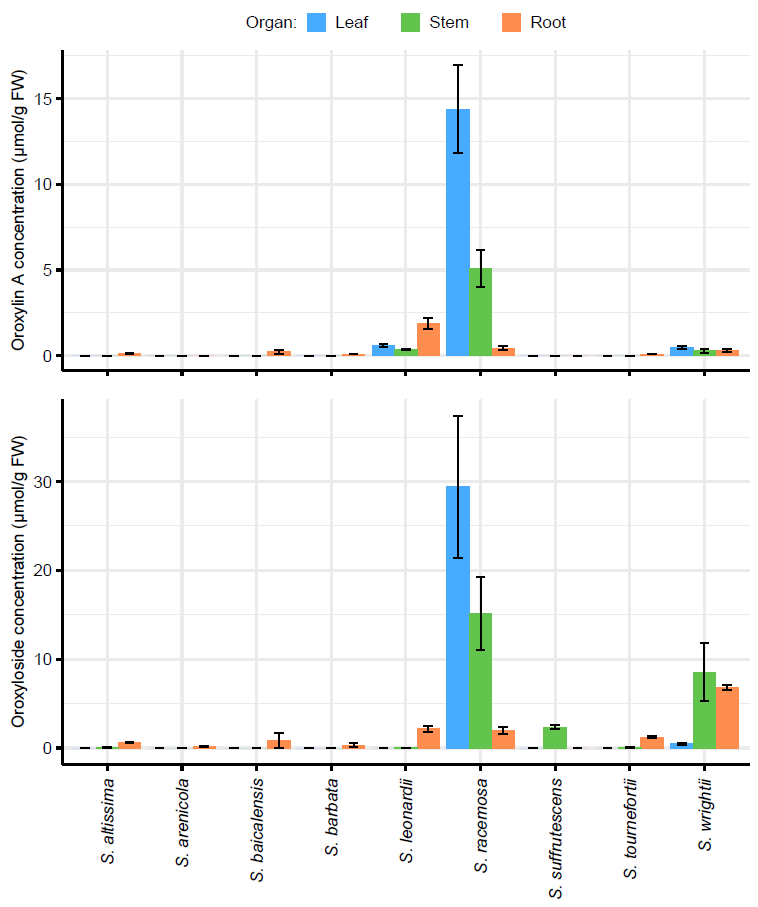 Organ: Leaf Stem Root
Oroxylin A concentration (μmol/g FW)
15
10
5
0
Oroxyloside concentration (μmol/g FW)
30
20
10
0
S. altissima
S. arenicola
S. baicalensis
S. barbata
S. leonardii
S. racemosa
S. suffrutescens
S. tournefortii
S. wrightii